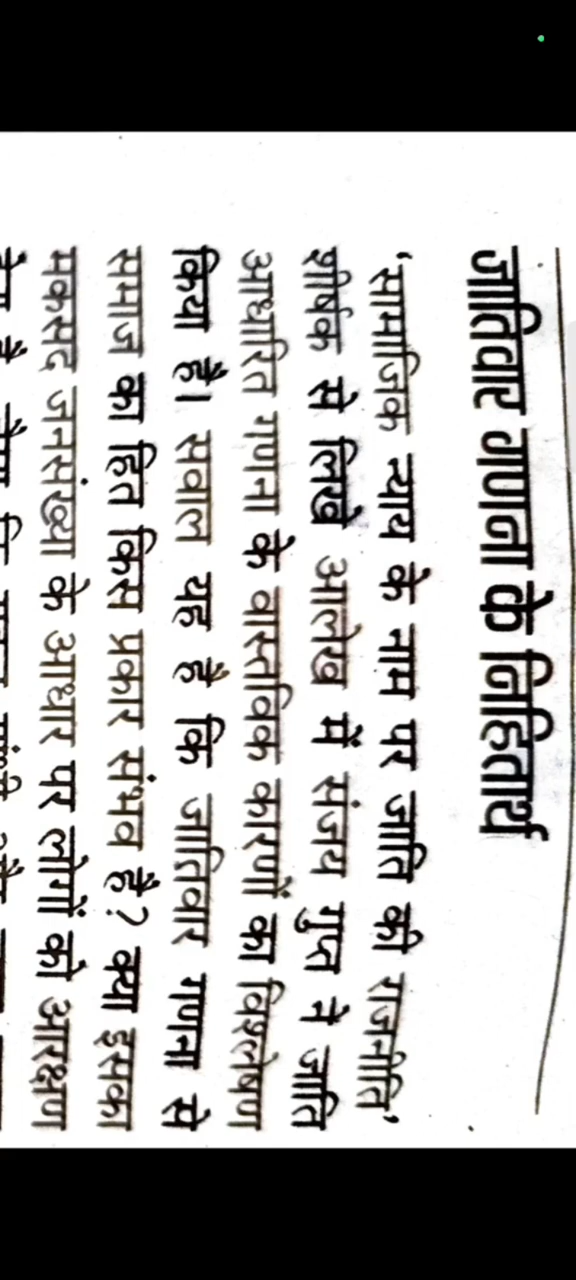 जातिवार गणना के निहितार्थ
‘सामाजिक न्याय के नाम पर जाति की राजनीति’
शीर्षक से लिखे आलेख में संजय गुप्त ने जाति
आधारित गणना के वास्तविक कारणों का विश्लेषण
किया है। सवाल यह है कि जातिवार गणना से
समाज का हित किस प्रकार संभव है? क्या इसका
मकसद जनसंख्या के आधार पर लोगों को आरक्षण